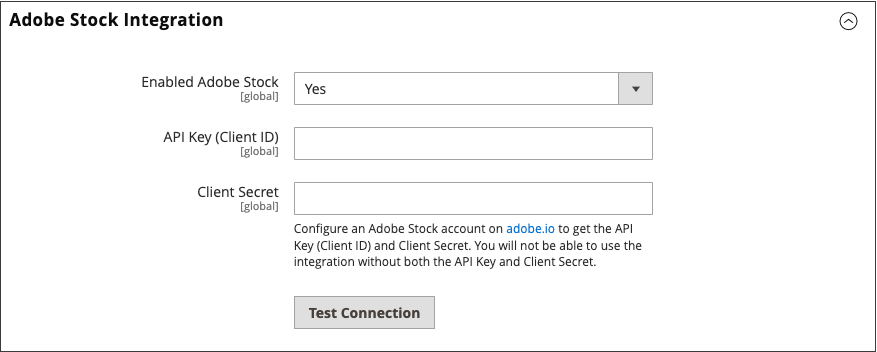 Adobe Stock Integration
Enabled Adobe Stock
[global]
Yes
API Key (Client ID)
[global]
Client Secret
[global]
Configure an Adobe Stock account on adobe.io to get the API
Key (Client ID) and Client Secret. You will not be able to use the
integration without both the API Key and Client Secret.
Test Connection